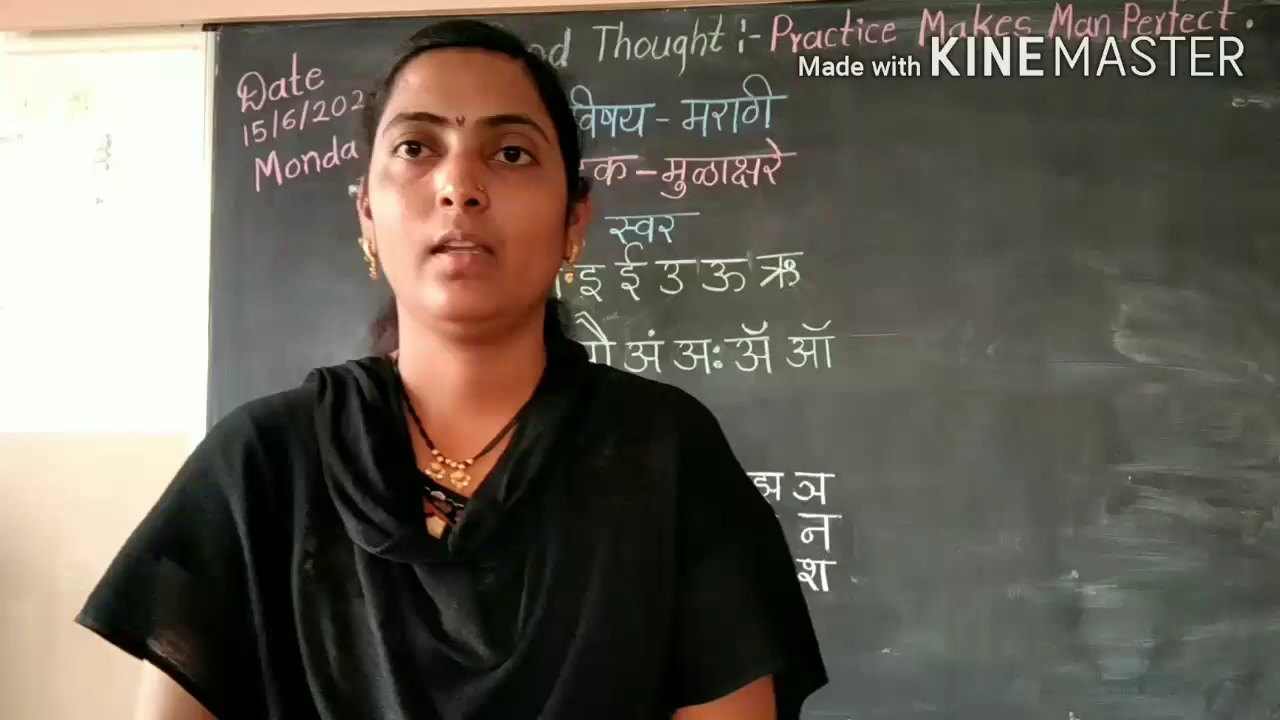 Thought :- Practice Makes Man Perfect.
Made with KINEMASTER
Date
15/6/202
Monda
विषय - मराठी
क - मुळाक्षरे
स्वर
इ ई उ ऊ ऋ
अं अः ॲ ऑ
झ ञ
न
श